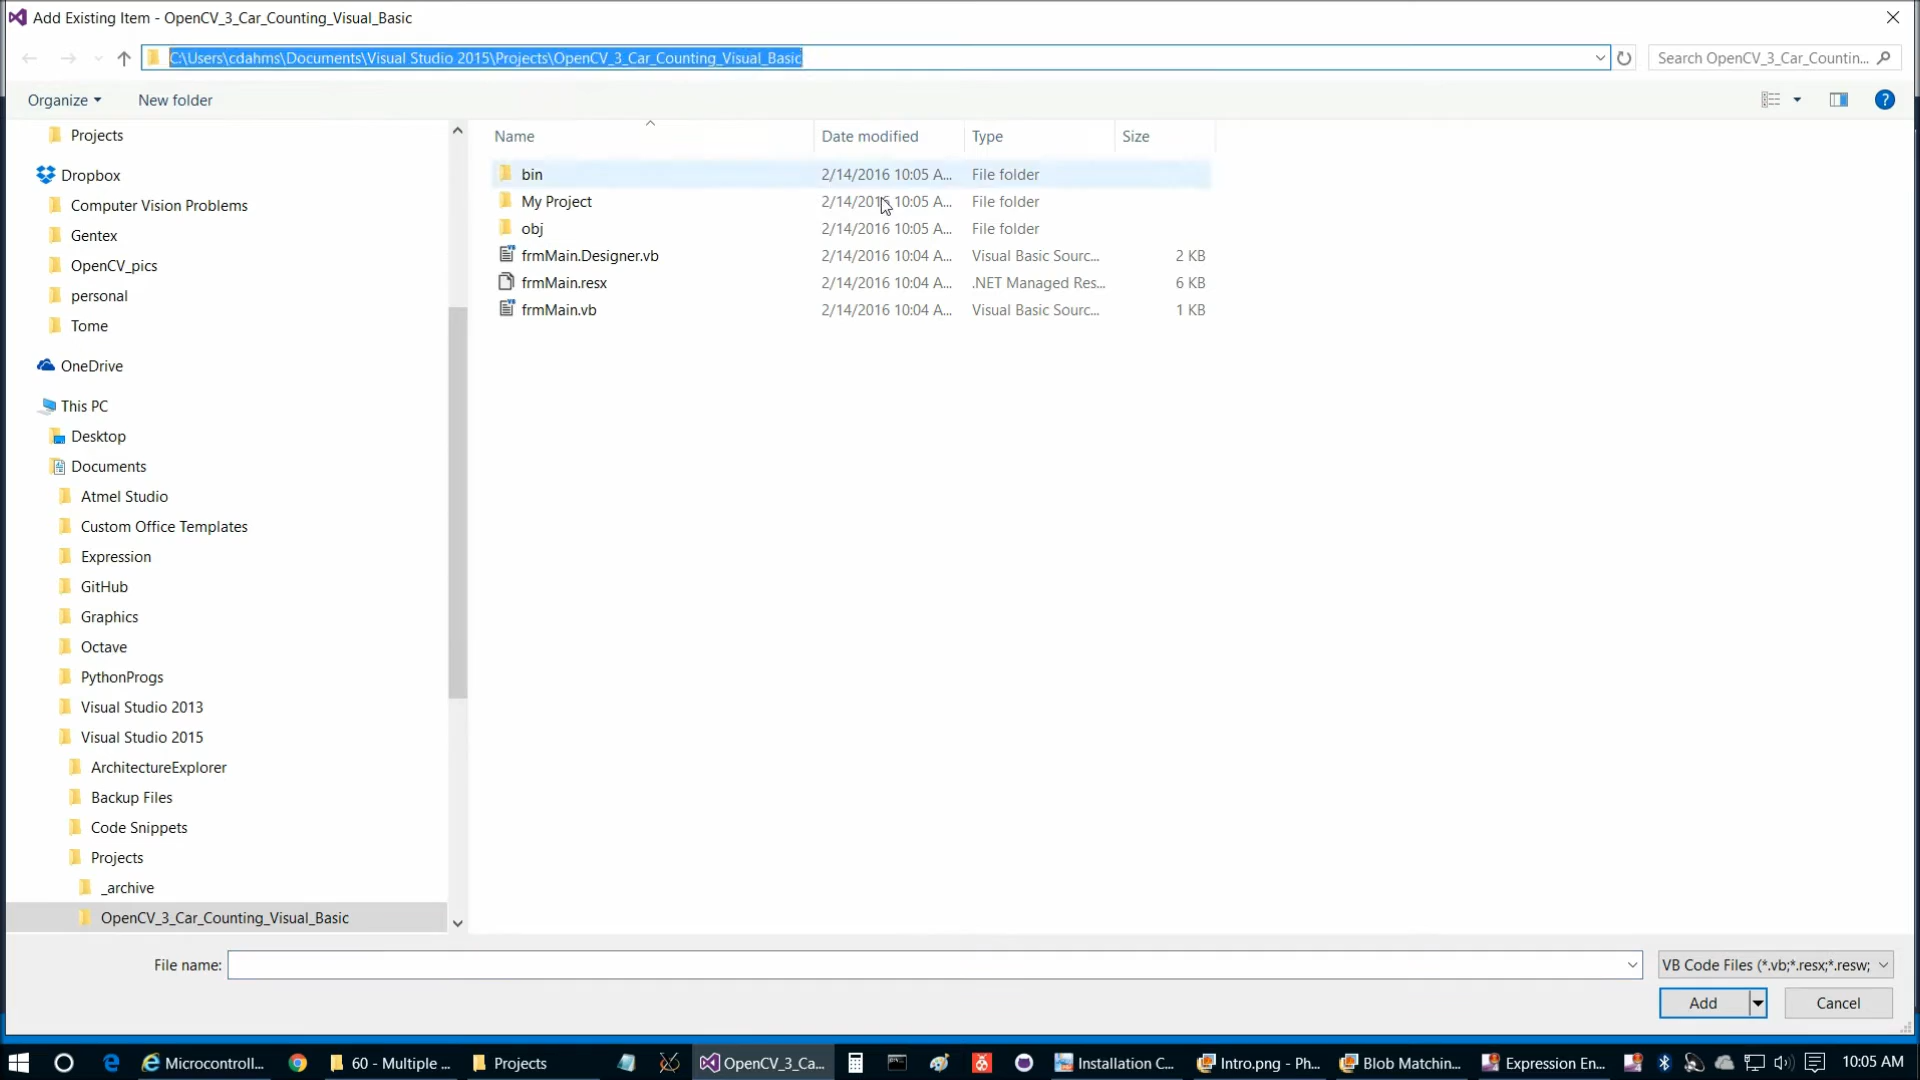 Add Existing Item - OpenCV_3_Car_Counting_Visual_Basic
C:\Users\cdahms\Documents\Visual Studio 2015\Projects\OpenCV_3_Car_Counting_Visual_Basic
Search OpenCV_3_Car_Countin...
Organize
New folder
Name
Date modified
Type
Size
Projects
Dropbox
Computer Vision Problems
Gentex
OpenCV_pics
personal
Tome
OneDrive
This PC
Desktop
Documents
Atmel Studio
Custom Office Templates
Expression
GitHub
Graphics
Octave
PythonProgs
Visual Studio 2013
Visual Studio 2015
ArchitectureExplorer
Backup Files
Code Snippets
Projects
_archive
OpenCV_3_Car_Counting_Visual_Basic
bin 2/14/2016 10:05 A... File folder
My Project 2/14/2016 10:05 A... File folder
obj 2/14/2016 10:05 A... File folder
frmMain.Designer.vb 2/14/2016 10:04 A... Visual Basic Sourc... 2 KB
frmMain.resx 2/14/2016 10:04 A... .NET Managed Res... 6 KB
frmMain.vb 2/14/2016 10:04 A... Visual Basic Sourc... 1 KB
File name:
VB Code Files (*.vb;*.resx;*.resw;
Add
Cancel
Microcontroll...
60 - Multiple ...
Projects
OpenCV_3_Ca...
Installation C...
Intro.png - Ph...
Blob Matchin...
Expression En...
10:05 AM